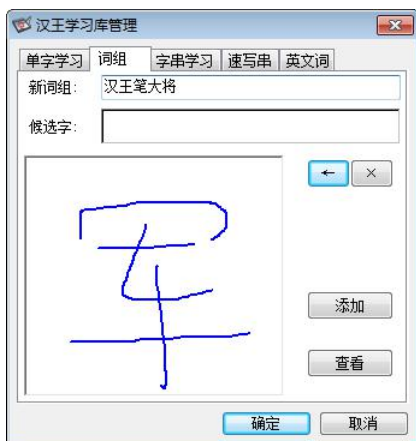 汉王学习库管理
单字学习 词组 字串学习 速写串 英文词
新词组: 汉王笔大将
候选字:
← ×
军
添加
查看
确定 取消